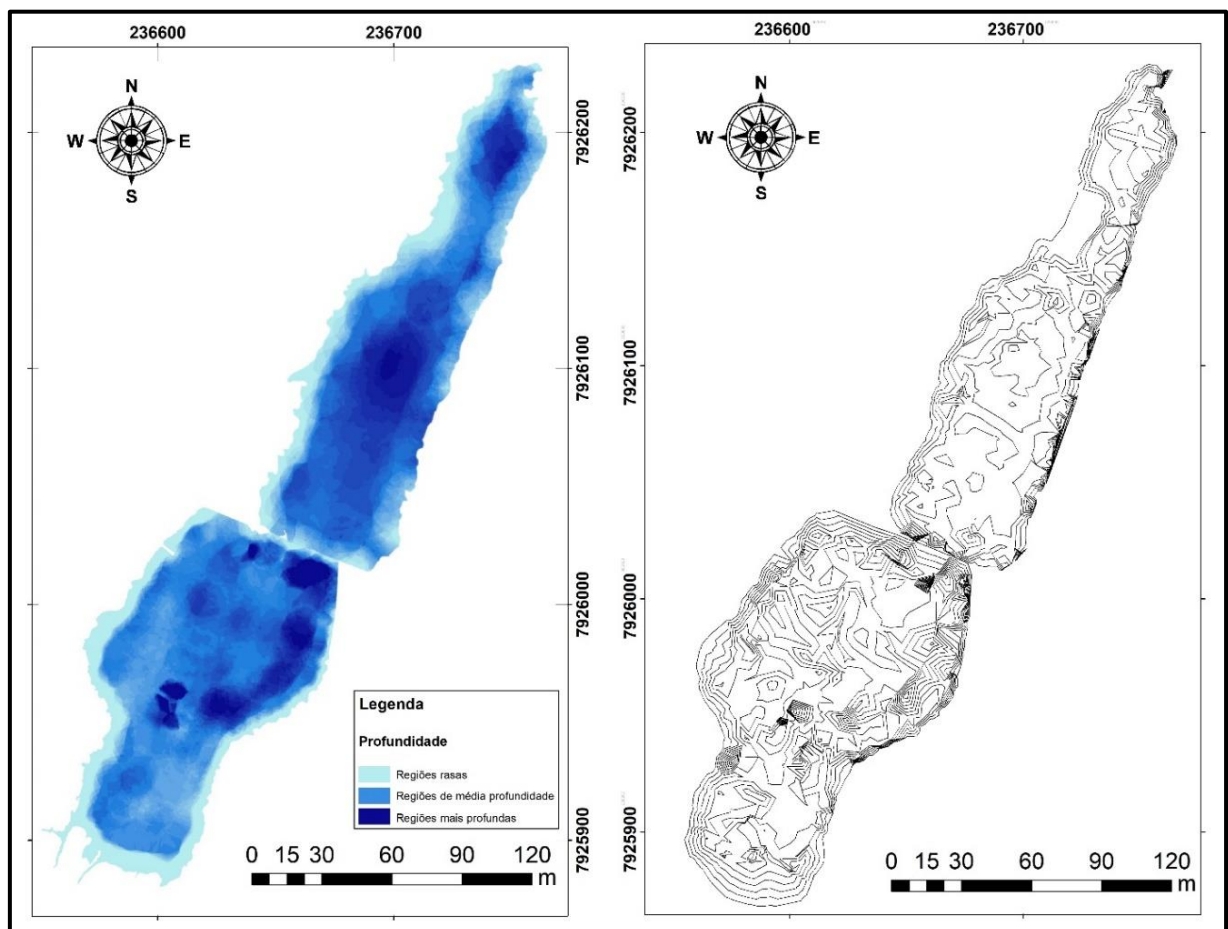 236600 236700
N
W E
S
7926200
7926100
7926000
7925900
Legenda
Profundidade
Regiões rasas
Regiões de média profundidade
Regiões mais profundas
0 15 30 60 90 120
m
236600 236700
N
W E
S
7926200
7926100
7926000
7925900
0 15 30 60 90 120
m